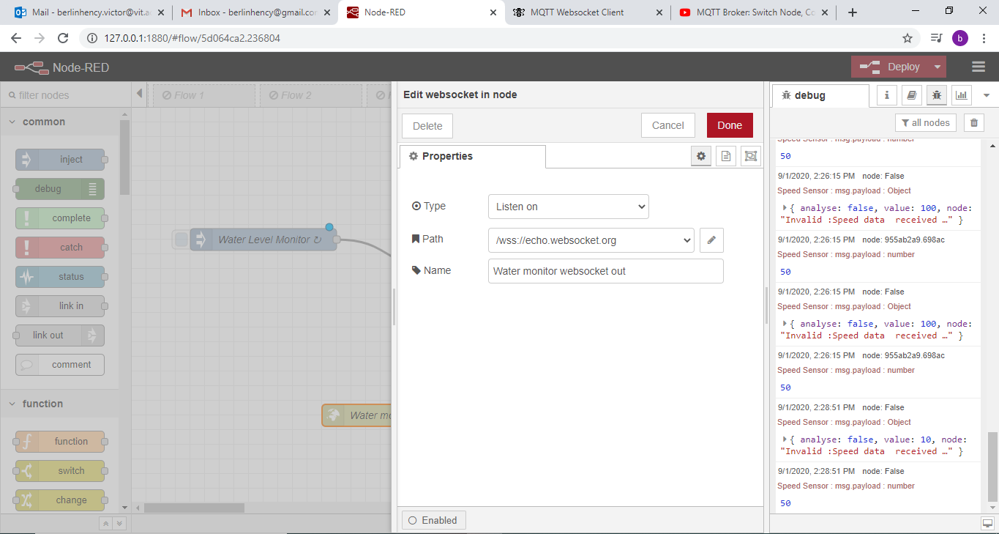 Mail - berlinhency.victor@vit.a
Inbox - berlinhency@gmail.co
Node-RED
MQTT Websocket Client
MQTT Broker: Switch Node, Co
127.0.0.1:1880/#flow/5d064ca2.236804
b
Node-RED
Deploy
filter nodes
Flow 1
Flow 2
common
inject
debug
complete
catch
status
link in
link out
comment
function
function
switch
change
Water Level Monitor ↻
Water mo
Edit websocket in node
Delete
Cancel
Done
Properties
Type
Listen on
Path
/wss://echo.websocket.org
Name
Water monitor websocket out
Enabled
debug
all nodes
Speed Sensor : msg.payload : number
50
9/1/2020, 2:26:15 PM node: False
Speed Sensor : msg.payload : Object
{ analyse: false, value: 100, node:
"Invalid :Speed data received …" }
9/1/2020, 2:26:15 PM node: 955ab2a9.698ac
Speed Sensor : msg.payload : number
50
9/1/2020, 2:26:15 PM node: False
Speed Sensor : msg.payload : Object
{ analyse: false, value: 100, node:
"Invalid :Speed data received …" }
9/1/2020, 2:26:15 PM node: 955ab2a9.698ac
Speed Sensor : msg.payload : number
50
9/1/2020, 2:28:51 PM node: False
Speed Sensor : msg.payload : Object
{ analyse: false, value: 10, node:
"Invalid :Speed data received …" }
9/1/2020, 2:28:51 PM node: False
Speed Sensor : msg.payload : number
50